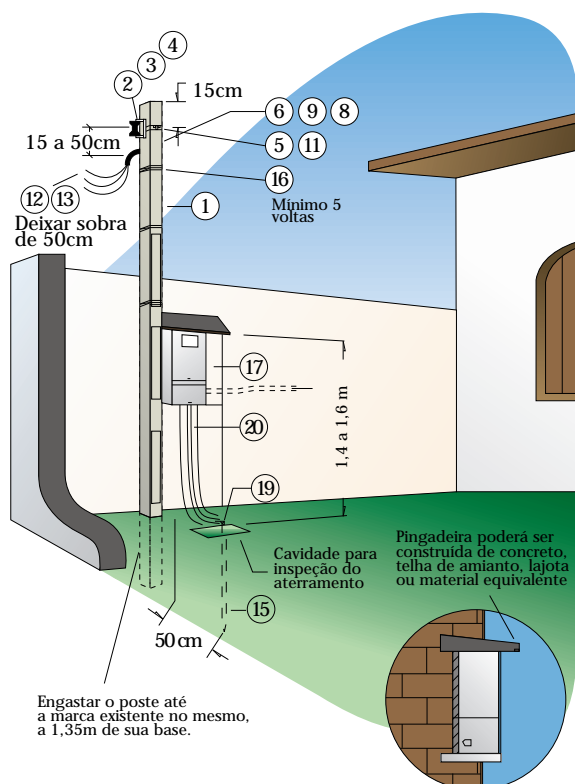 4
3
2
15cm
6 9 8
15 a 50cm
5 11
16
12 13
Mínimo 5
voltas
1
Deixar sobra
de 50cm
17
1,4 a 1,6 m
20
19
Cavidade para
inspeção do
aterramento
Pingadeira poderá ser
construída de concreto,
telha de amianto, lajota
ou material equivalente
15
50cm
Engastar o poste até
a marca existente no mesmo,
a 1,35m de sua base.